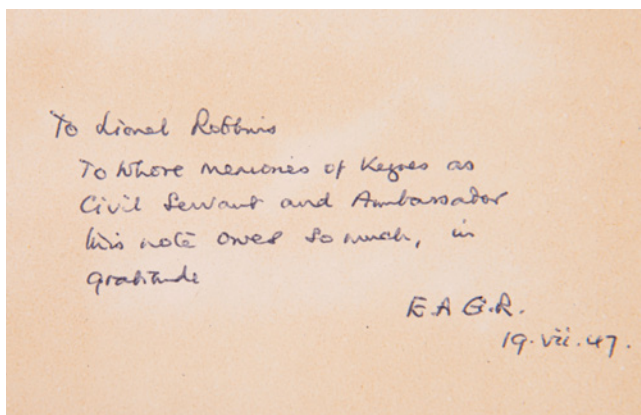 To Lionel Robbins
To whose memories of Keynes as
Civil Servant and Ambassador
this note owes so much, in
gratitude
E.A.G.R.
19.vii.47.